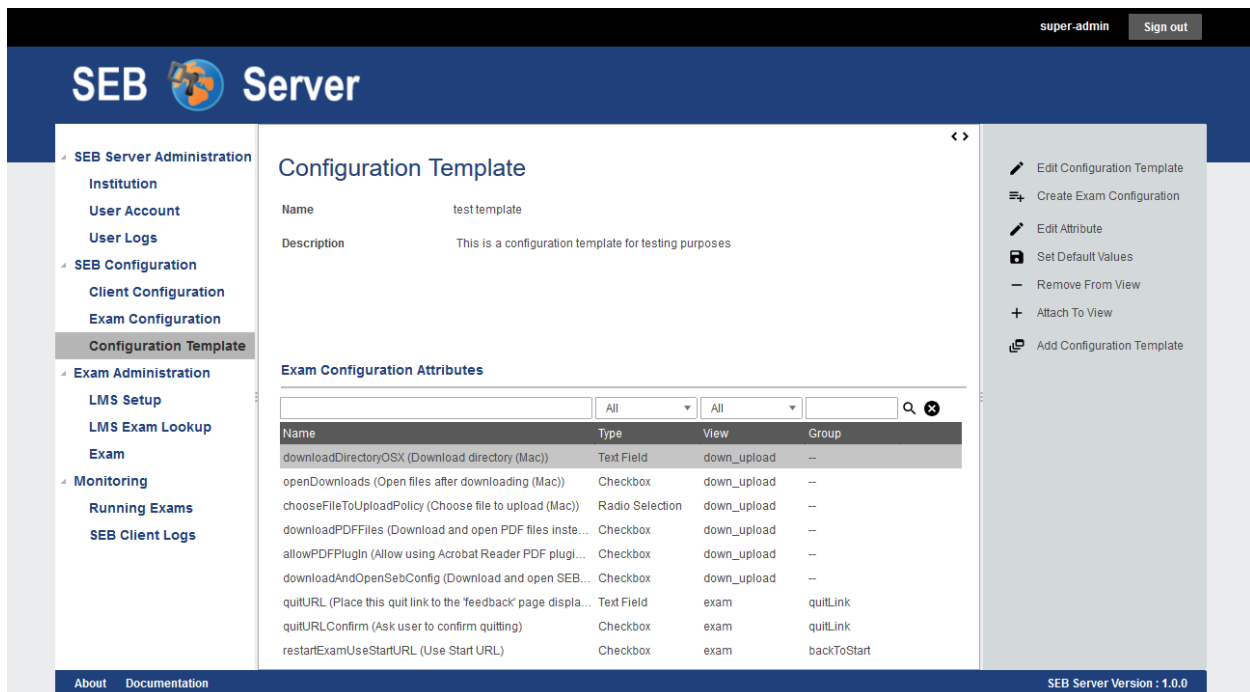 super-admin Sign out
SEB Server
SEB Server Administration
Institution
User Account
User Logs
SEB Configuration
Client Configuration
Exam Configuration
Configuration Template
Exam Administration
LMS Setup
LMS Exam Lookup
Exam
Monitoring
Running Exams
SEB Client Logs
Configuration Template
Name test template
Description This is a configuration template for testing purposes
Exam Configuration Attributes
All All
Name Type View Group
downloadDirectoryOSX (Download directory (Mac)) Text Field down_upload --
openDownloads (Open files after downloading (Mac)) Checkbox down_upload --
chooseFileToUploadPolicy (Choose file to upload (Mac)) Radio Selection down_upload --
downloadPDFFiles (Download and open PDF files inste... Checkbox down_upload --
allowPDFPlugIn (Allow using Acrobat Reader PDF plugi... Checkbox down_upload --
downloadAndOpenSebConfig (Download and open SEB... Checkbox down_upload --
quitURL (Place this quit link to the 'feedback' page displa... Text Field exam quitLink
quitURLConfirm (Ask user to confirm quitting) Checkbox exam quitLink
restartExamUseStartURL (Use Start URL) Checkbox exam backToStart
Edit Configuration Template
Create Exam Configuration
Edit Attribute
Set Default Values
Remove From View
Attach To View
Add Configuration Template
About Documentation SEB Server Version : 1.0.0